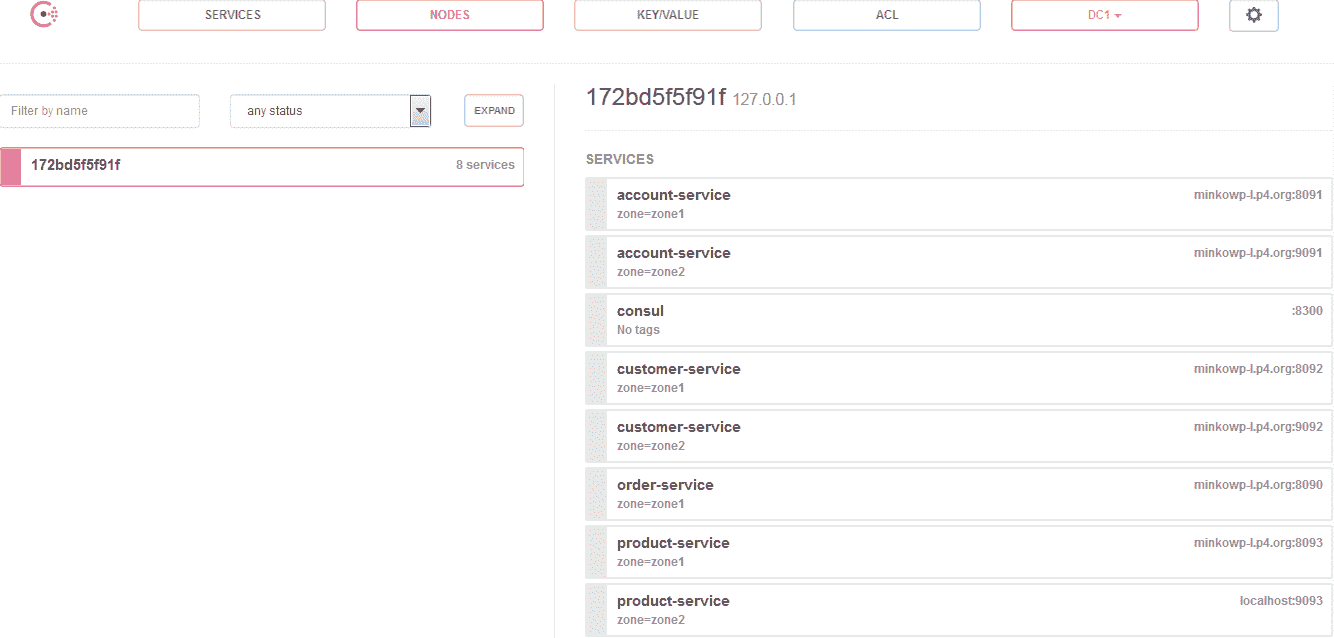 SERVICES NODES KEY/VALUE ACL DC1
Filter by name any status EXPAND
172bd5f5f91f 8 services
172bd5f5f91f 127.0.0.1
SERVICES
account-service minkowp-l.p4.org:8091
zone=zone1
account-service minkowp-l.p4.org:9091
zone=zone2
consul :8300
No tags
customer-service minkowp-l.p4.org:8092
zone=zone1
customer-service minkowp-l.p4.org:9092
zone=zone2
order-service minkowp-l.p4.org:8090
zone=zone1
product-service minkowp-l.p4.org:8093
zone=zone1
product-service localhost:9093
zone=zone2